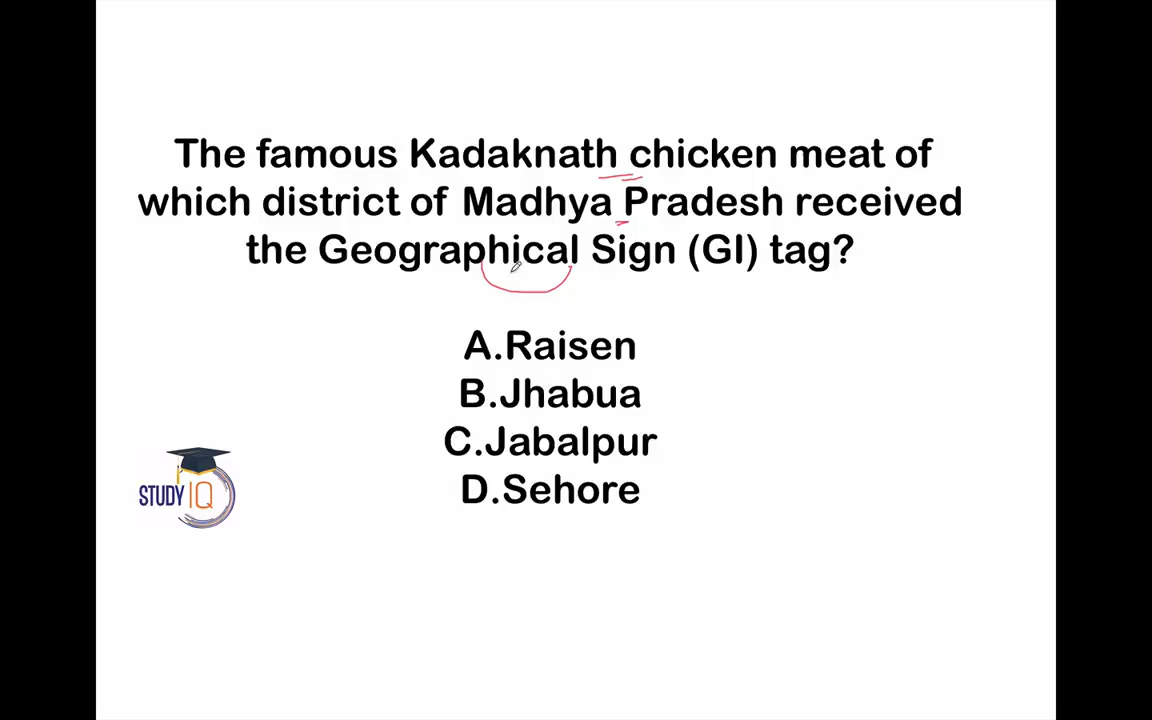 The famous Kadaknath chicken meat of
which district of Madhya Pradesh received
the Geographical Sign (GI) tag?
A.Raisen
B.Jhabua
C.Jabalpur
D.Sehore
STUDY IQ